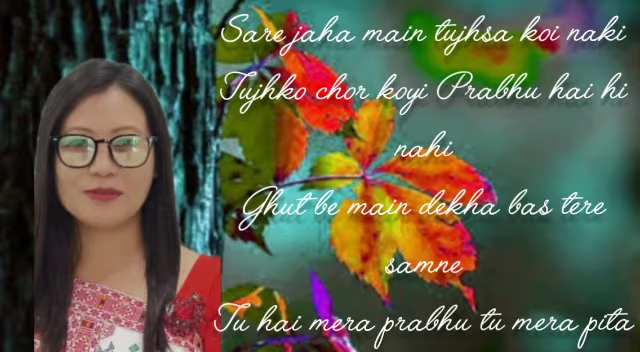 Sare jaha main tujhsa koi naki
Tujhko chor koyi Prabhu hai hi
nahi
Ghut be main dekha bas tere
samne
Tu hai mera prabhu tu mera pita